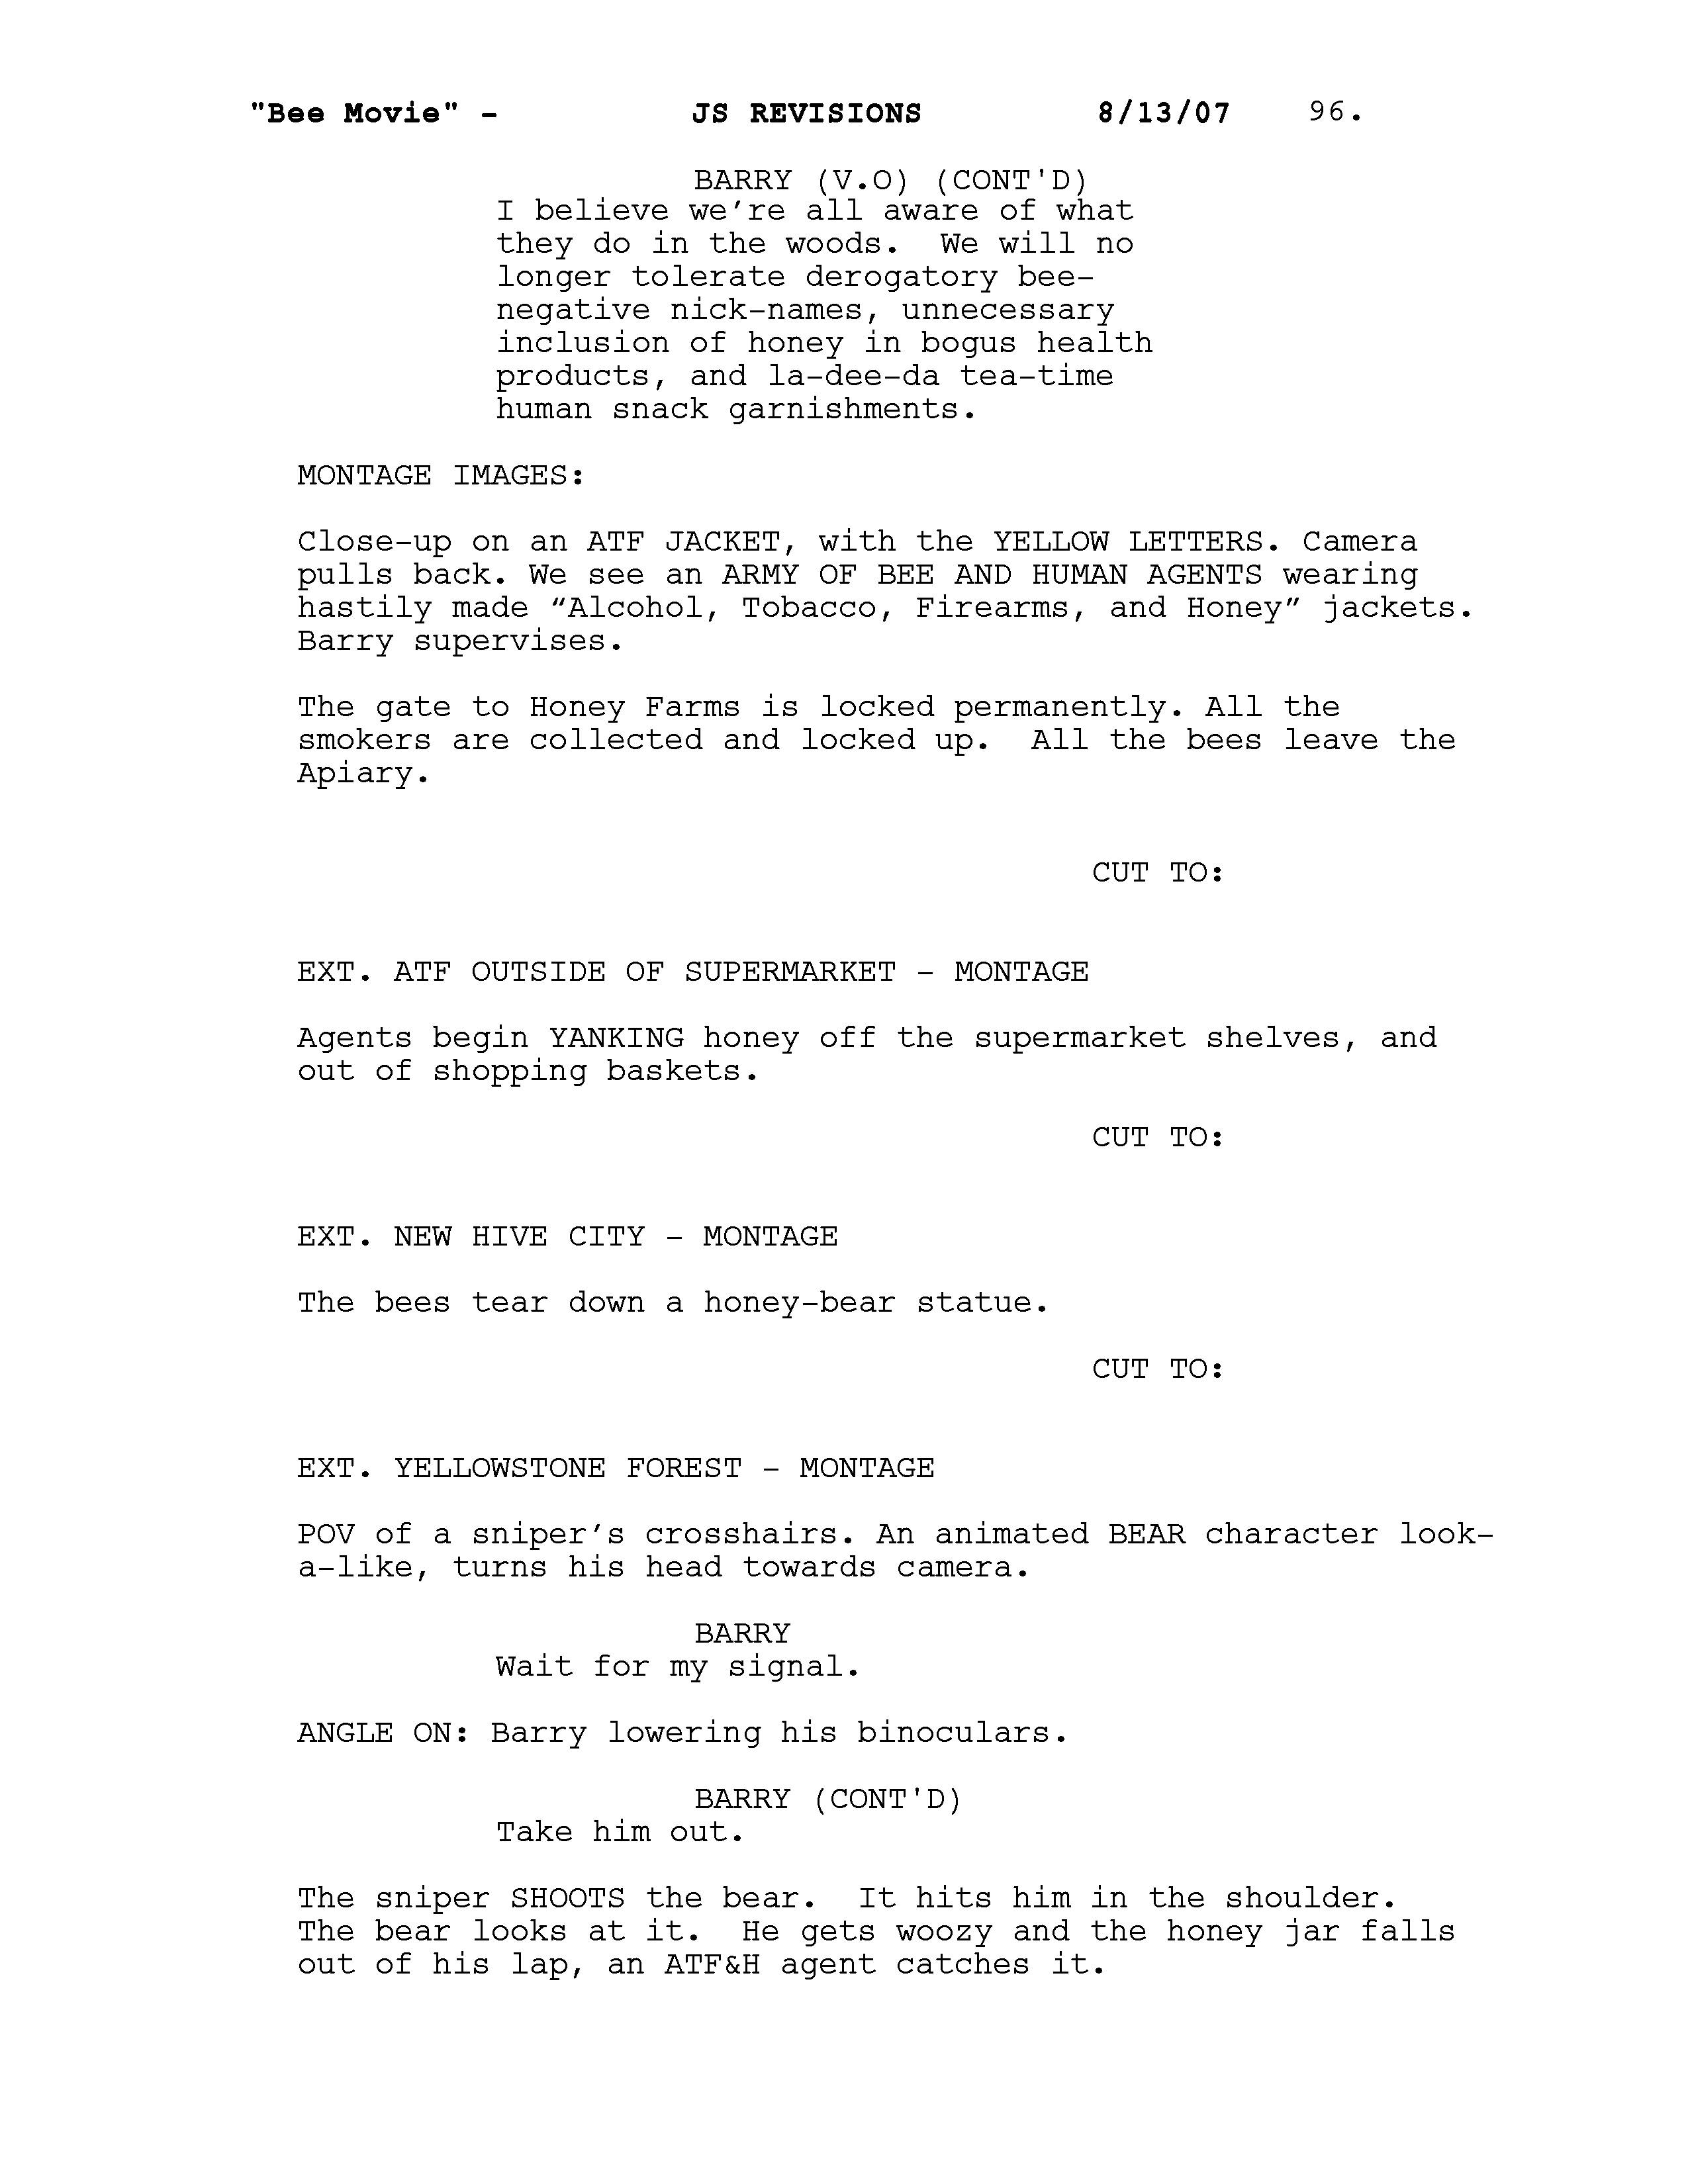 "Bee Movie" - JS REVISIONS 8/13/07 96.
BARRY (V.O) (CONT'D)
I believe we’re all aware of what
they do in the woods.  We will no
longer tolerate derogatory bee-
negative nick-names, unnecessary
inclusion of honey in bogus health
products, and la-dee-da tea-time
human snack garnishments.
MONTAGE IMAGES:
Close-up on an ATF JACKET, with the YELLOW LETTERS. Camera
pulls back. We see an ARMY OF BEE AND HUMAN AGENTS wearing
hastily made “Alcohol, Tobacco, Firearms, and Honey” jackets.
Barry supervises.
The gate to Honey Farms is locked permanently. All the
smokers are collected and locked up.  All the bees leave the
Apiary.
CUT TO:
EXT. ATF OUTSIDE OF SUPERMARKET - MONTAGE
Agents begin YANKING honey off the supermarket shelves, and
out of shopping baskets.
CUT TO:
EXT. NEW HIVE CITY - MONTAGE
The bees tear down a honey-bear statue.
CUT TO:
EXT. YELLOWSTONE FOREST - MONTAGE
POV of a sniper’s crosshairs. An animated BEAR character look-
a-like, turns his head towards camera.
BARRY
Wait for my signal.
ANGLE ON: Barry lowering his binoculars.
BARRY (CONT'D)
Take him out.
The sniper SHOOTS the bear.  It hits him in the shoulder.
The bear looks at it.  He gets woozy and the honey jar falls
out of his lap, an ATF&H agent catches it.